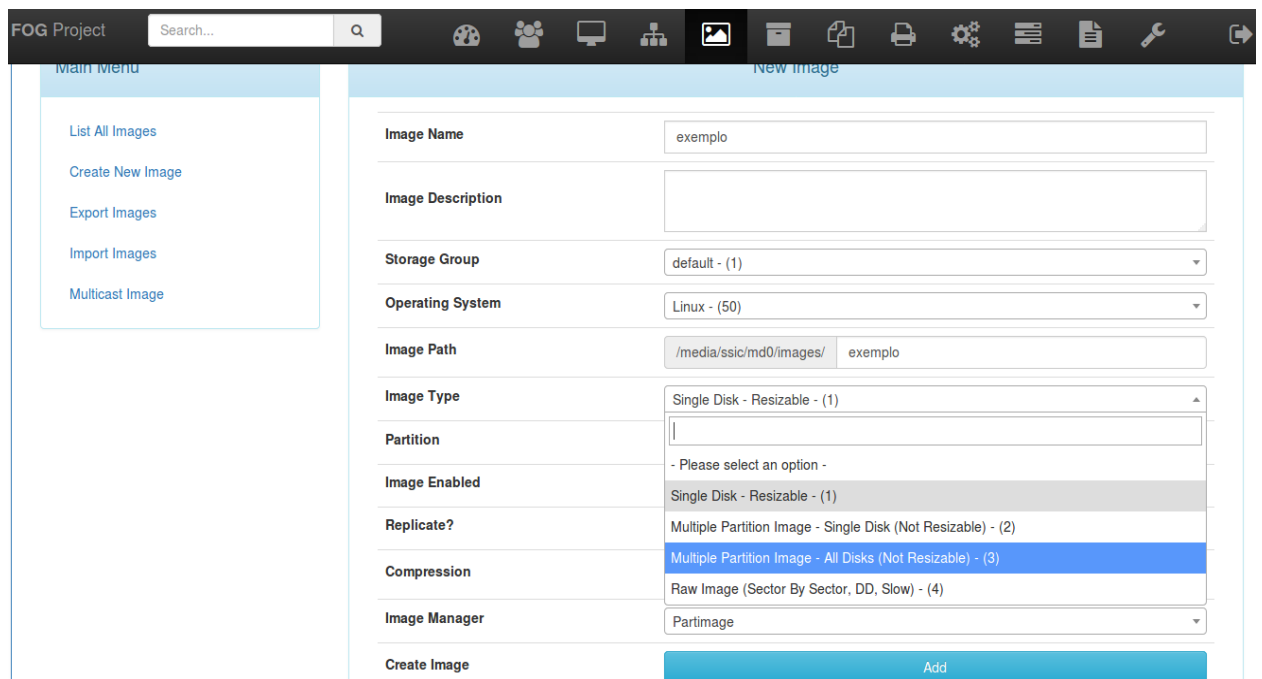 FOG Project
Search...
Main Menu
List All Images
Create New Image
Export Images
Import Images
Multicast Image
New Image
Image Name
exemplo
Image Description
Storage Group
default - (1)
Operating System
Linux - (50)
Image Path
/media/ssic/md0/images/ exemplo
Image Type
Single Disk - Resizable - (1)
- Please select an option -
Single Disk - Resizable - (1)
Multiple Partition Image - Single Disk (Not Resizable) - (2)
Multiple Partition Image - All Disks (Not Resizable) - (3)
Raw Image (Sector By Sector, DD, Slow) - (4)
Partition
Image Enabled
Replicate?
Compression
Image Manager
Partimage
Create Image
Add